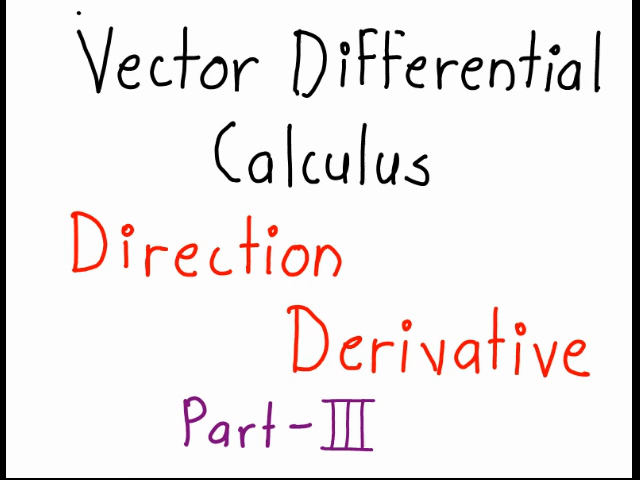 Vector Differential
Calculus
Direction
Derivative
Part-III